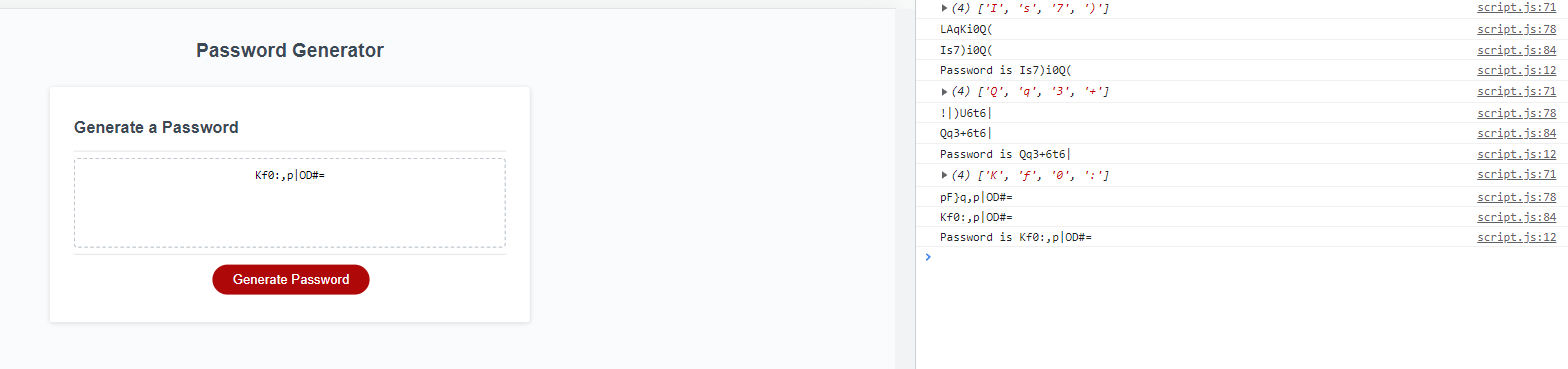 Password Generator
Generate a Password
Kf0:,p|OD#=
Generate Password
(4) ['I', 's', '7', ')'] script.js:71
LAqKi0Q( script.js:78
Is7)i0Q( script.js:84
Password is Is7)i0Q( script.js:12
(4) ['Q', 'q', '3', '+'] script.js:71
!|)U6t6| script.js:78
Qq3+6t6| script.js:84
Password is Qq3+6t6| script.js:12
(4) ['K', 'f', '0', ':'] script.js:71
pF}q,p|OD#= script.js:78
Kf0:,p|OD#= script.js:84
Password is Kf0:,p|OD#= script.js:12